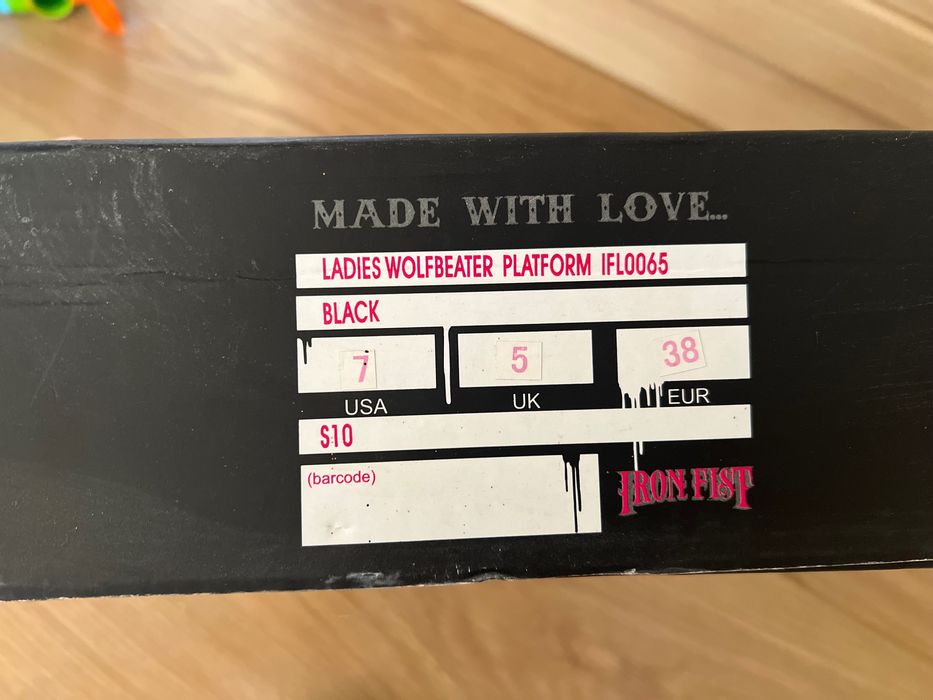 MADE WITH LOVE...
LADIES WOLFBEATER PLATFORM IFL0065
BLACK
7 5 38
USA UK EUR
S10
(barcode)
IRON FIST